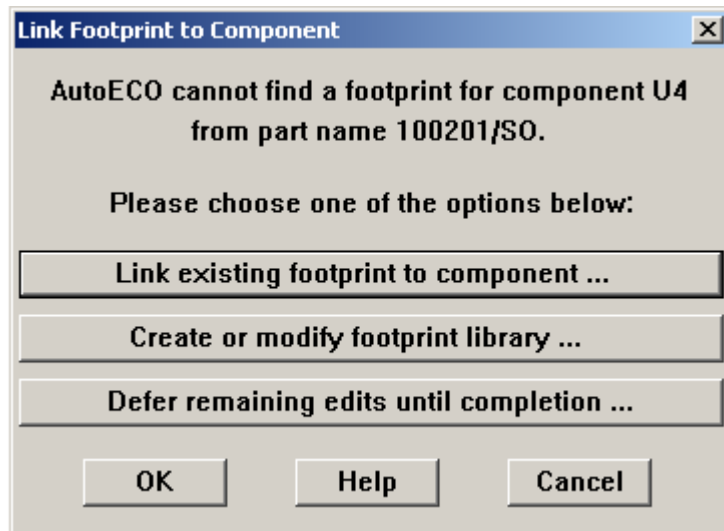 Link Footprint to Component
AutoECO cannot find a footprint for component U4
from part name 100201/SO.
Please choose one of the options below:
Link existing footprint to component ...
Create or modify footprint library ...
Defer remaining edits until completion ...
OK Help Cancel